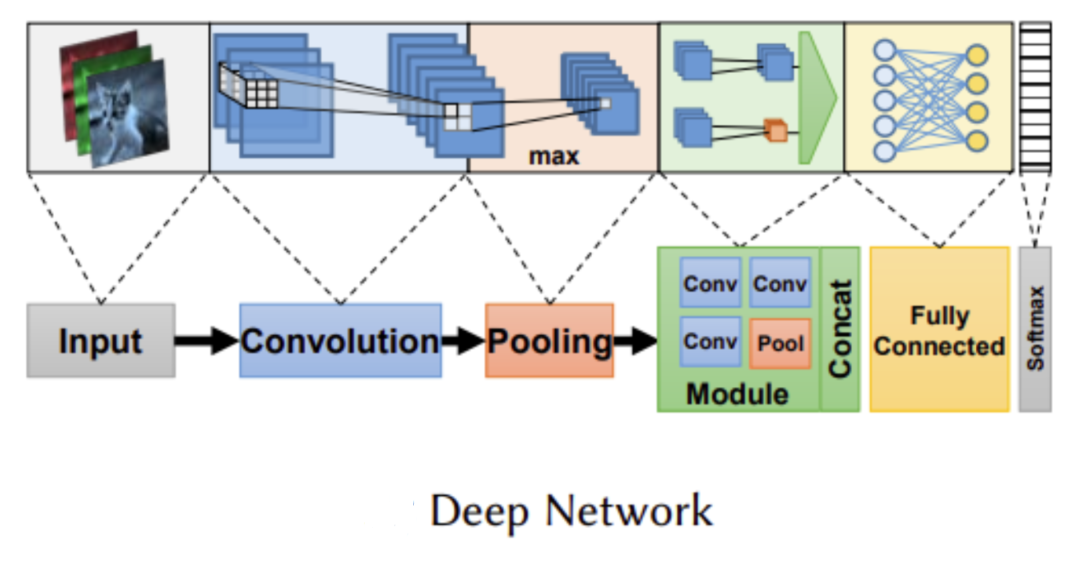 max
Input
Convolution
Pooling
Conv Conv
Conv Pool
Module
Concat
Fully
Connected
Softmax
Deep Network